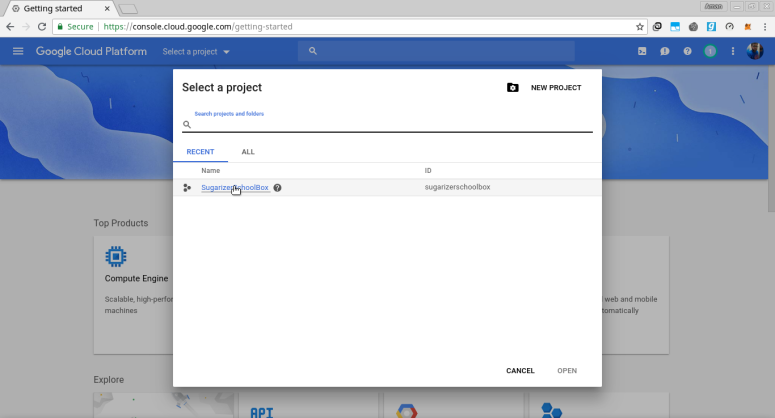 Getting started
Aman
Secure
https://console.cloud.google.com/getting-started
Google Cloud Platform
Select a project
Select a project
NEW PROJECT
Search projects and folders
RECENT
ALL
Name
ID
SugarizerSchoolBox
sugarizerschoolbox
Top Products
Compute Engine
Scalable, high-perfor
machines
web and mobile
tomatically
CANCEL
OPEN
Explore
API